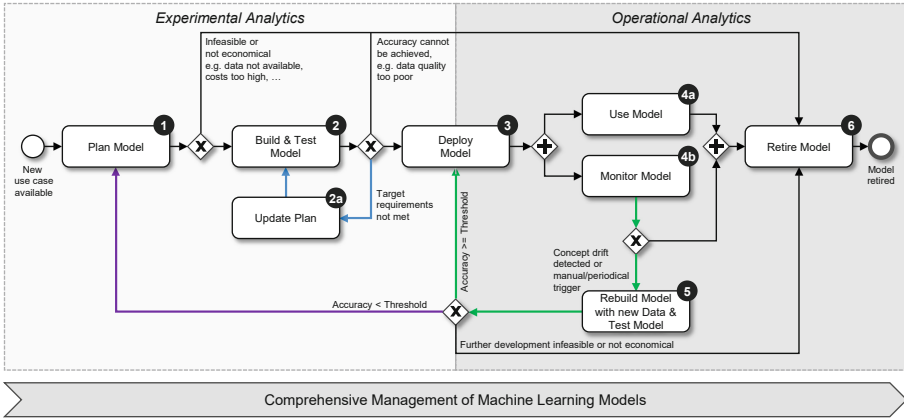 Experimental Analytics
Operational Analytics
Infeasible or
not economical
e.g. data not available,
costs too high, ...
Accuracy cannot
be achieved,
e.g. data quality
too poor
1
Plan Model
X
2
Build & Test
Model
X
3
Deploy
Model
4a
Use Model
4b
Monitor Model
6
Retire Model
New
use case
available
Model
retired
2a
Update Plan
Target
requirements
not met
Accuracy >= Threshold
X
Concept drift
detected or
manual/periodical
trigger
5
Rebuild Model
with new Data &
Test Model
Accuracy < Threshold
X
Further development infeasible or not economical
Comprehensive Management of Machine Learning Models